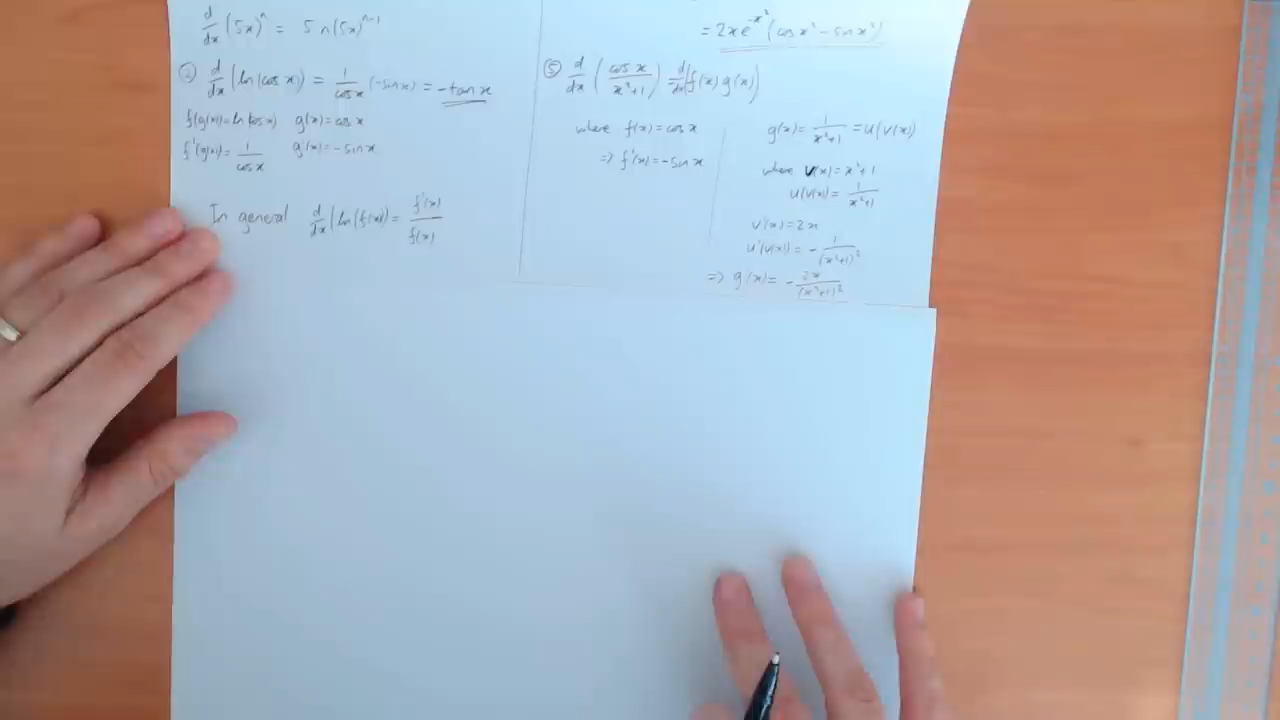 d/dx (5x)^n = 5n(5x)^{n-1}
② d/dx (ln(cos x) = 1/cosx (-sin x) = -tan x
f(g(x)) = ln(cos x) g(x) = cos x
f'(g(x)) = 1/cos x g'(x) = -sin x
In general d/dx (ln(f(x)) = f'(x)/f(x)
= 2xe^{-x²} (cos x² - sin x²)
⑤ d/dx (cos x/x²+1) = d/dx (f(x) g(x))
where f(x) = cos x
=> f'(x) = -sin x
g(x) = 1/x²+1 = u(v(x))
where v(x) = x²+1
u(v(x)) = 1/x²+1
v'(x) = 2x
u'(v(x)) = -1/(x²+1)²
=> g'(x) = -2x/(x²+1)²